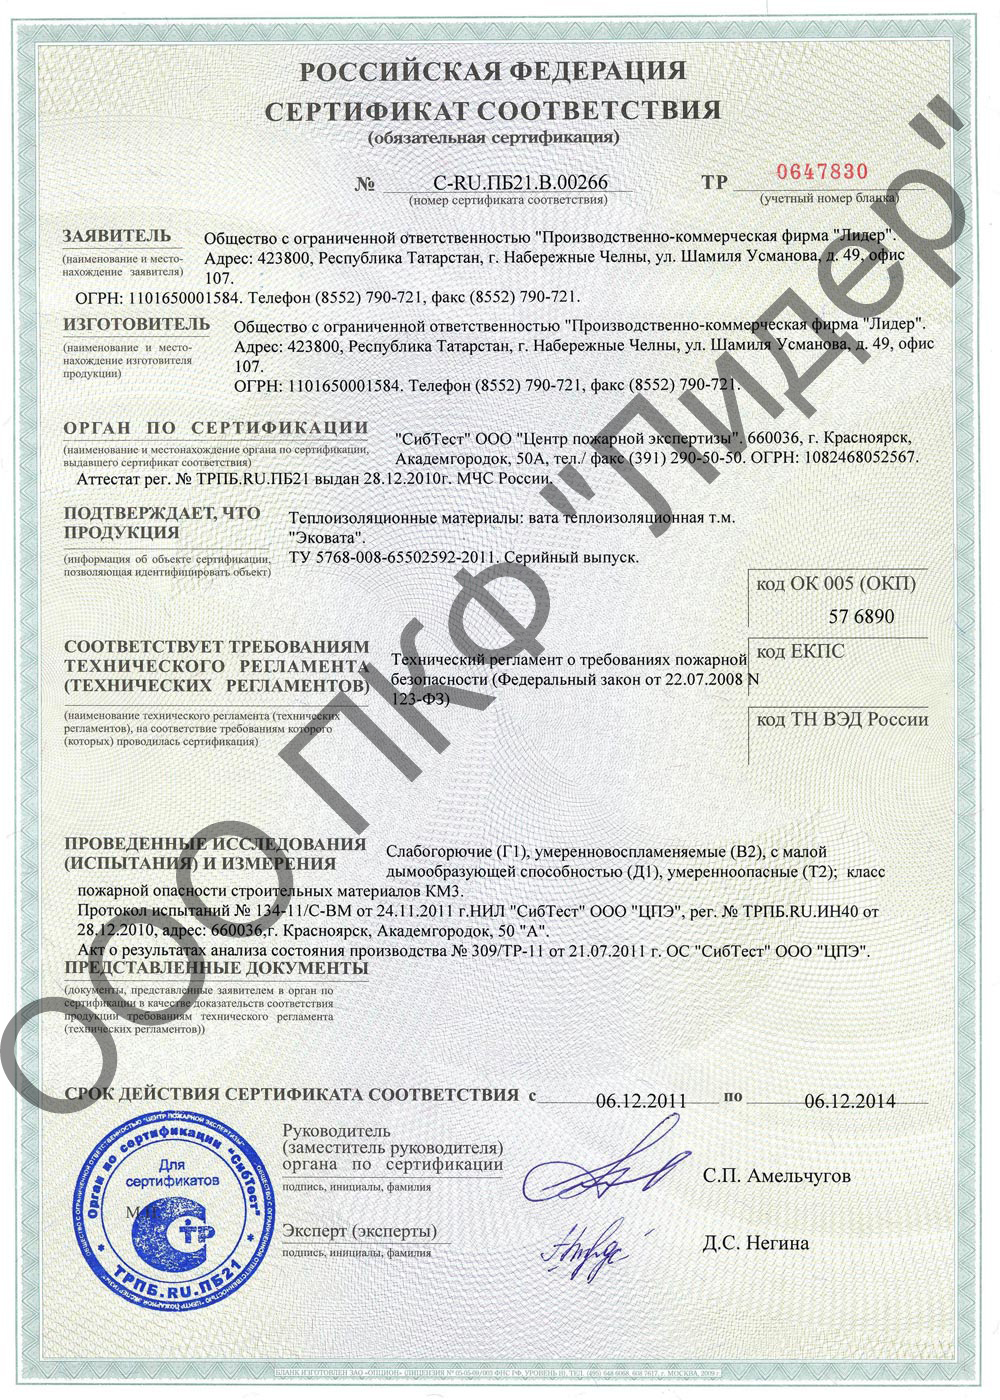 РОССИЙСКАЯ ФЕДЕРАЦИЯ
СЕРТИФИКАТ СООТВЕТСТВИЯ
(обязательная сертификация)
№ C-RU.ПБ21.В.00266
(номер сертификата соответствия)
ТР 0647830
(учетный номер бланка)
ЗАЯВИТЕЛЬ
(наименование и место-
нахождение заявителя)
Общество с ограниченной ответственностью "Производственно-коммерческая фирма "Лидер".
Адрес: 423800, Республика Татарстан, г. Набережные Челны, ул. Шамиля Усманова, д. 49, офис
107.
ОГРН: 1101650001584. Телефон (8552) 790-721, факс (8552) 790-721.
ИЗГОТОВИТЕЛЬ
(наименование и место-
нахождение изготовителя
продукции)
Общество с ограниченной ответственностью "Производственно-коммерческая фирма "Лидер".
Адрес: 423800, Республика Татарстан, г. Набережные Челны, ул. Шамиля Усманова, д. 49, офис
107.
ОГРН: 1101650001584. Телефон (8552) 790-721, факс (8552) 790-721.
ОРГАН ПО СЕРТИФИКАЦИИ
(наименование и местонахождение органа по сертификации,
выдавшего сертификат соответствия)
"СибТест" ООО "Центр пожарной экспертизы". 660036, г. Красноярск,
Академгородок, 50А, тел./ факс (391) 290-50-50. ОГРН: 1082468052567.
Аттестат рег. № ТРПБ.RU.ПБ21 выдан 28.12.2010г. МЧС России.
ПОДТВЕРЖДАЕТ, ЧТО
ПРОДУКЦИЯ
(информация об объекте сертификации,
позволяющая идентифицировать объект)
Теплоизоляционные материалы: вата теплоизоляционная т.м.
"Эковата".
ТУ 5768-008-65502592-2011. Серийный выпуск.
код ОК 005 (ОКП)
57 6890
код ЕКПС
код ТН ВЭД России
СООТВЕТСТВУЕТ ТРЕБОВАНИЯМ
ТЕХНИЧЕСКОГО РЕГЛАМЕНТА
(ТЕХНИЧЕСКИХ РЕГЛАМЕНТОВ)
(наименование технического регламента (технических
регламентов), на соответствие требованиям которого
(которых) проводилась сертификация)
Технический регламент о требованиях пожарной
безопасности (Федеральный закон от 22.07.2008 N
123-ФЗ)
ПРОВЕДЕННЫЕ ИССЛЕДОВАНИЯ
(ИСПЫТАНИЯ) И ИЗМЕРЕНИЯ
Слабогорючие (Г1), умеренновоспламеняемые (В2), с малой
дымообразующей способностью (Д1), умеренноопасные (Т2); класс
пожарной опасности строительных материалов КМ3.
Протокол испытаний № 134-11/С-ВМ от 24.11.2011 г.НИЛ "СибТест" ООО "ЦПЭ", рег. № ТРПБ.RU.ИН40 от
28.12.2010, адрес: 660036,г. Красноярск, Академгородок, 50 "А".
Акт о результатах анализа состояния производства № 309/ТР-11 от 21.07.2011 г. ОС "СибТест" ООО "ЦПЭ".
ПРЕДСТАВЛЕННЫЕ ДОКУМЕНТЫ
(документы, представленные заявителем в орган по
сертификации в качестве доказательств соответствия
продукции требованиям технического регламента
(технических регламентов))
СРОК ДЕЙСТВИЯ СЕРТИФИКАТА СООТВЕТСТВИЯ с 06.12.2011 по 06.12.2014
Руководитель
(заместитель руководителя)
органа по сертификации
подпись, инициалы, фамилия
С.П. Амельчугов
Эксперт (эксперты)
подпись, инициалы, фамилия
Д.С. Негина
Орган по сертификации "СибТест"
Для
сертификатов
М.П.
ТР
ТРПБ.RU.ПБ21
ООО ПКФ "Лидер"